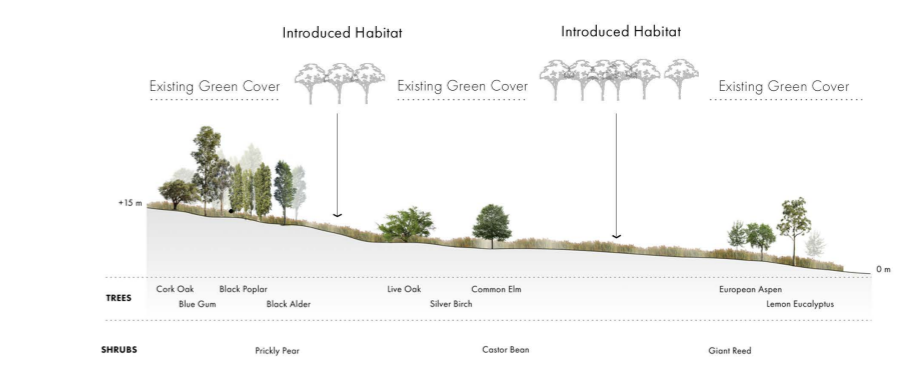 Introduced Habitat
Introduced Habitat
Existing Green Cover
Existing Green Cover
Existing Green Cover
+15 m
0 m
TREES
Cork Oak
Black Poplar
Live Oak
Common Elm
European Aspen
Blue Gum
Black Alder
Silver Birch
Lemon Eucalyptus
SHRUBS
Prickly Pear
Castor Bean
Giant Reed